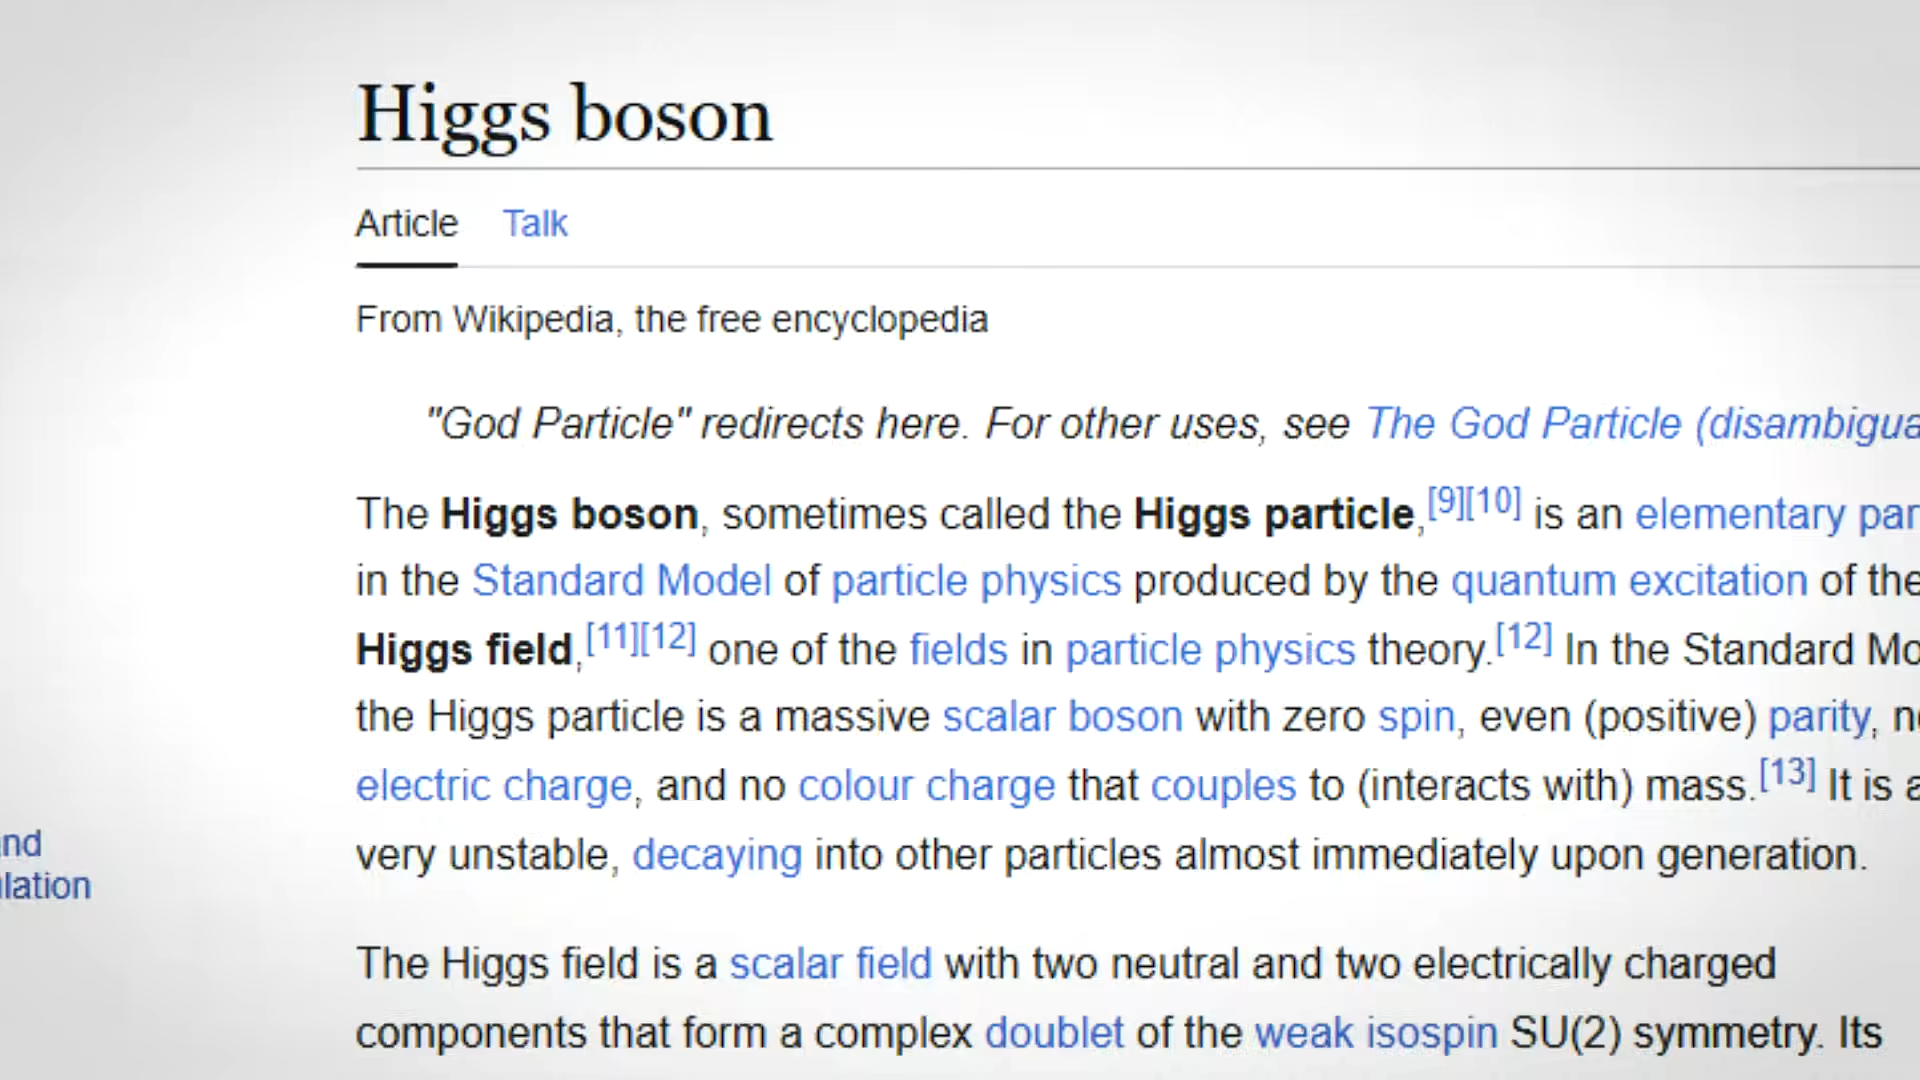 Higgs boson
Article Talk
From Wikipedia, the free encyclopedia
"God Particle" redirects here. For other uses, see The God Particle (disambigua
The Higgs boson, sometimes called the Higgs particle,[9][10] is an elementary par
in the Standard Model of particle physics produced by the quantum excitation of the
Higgs field,[11][12] one of the fields in particle physics theory.[12] In the Standard Mo
the Higgs particle is a massive scalar boson with zero spin, even (positive) parity, n
electric charge, and no colour charge that couples to (interacts with) mass.[13] It is a
very unstable, decaying into other particles almost immediately upon generation.
nd
lation
The Higgs field is a scalar field with two neutral and two electrically charged
components that form a complex doublet of the weak isospin SU(2) symmetry. Its